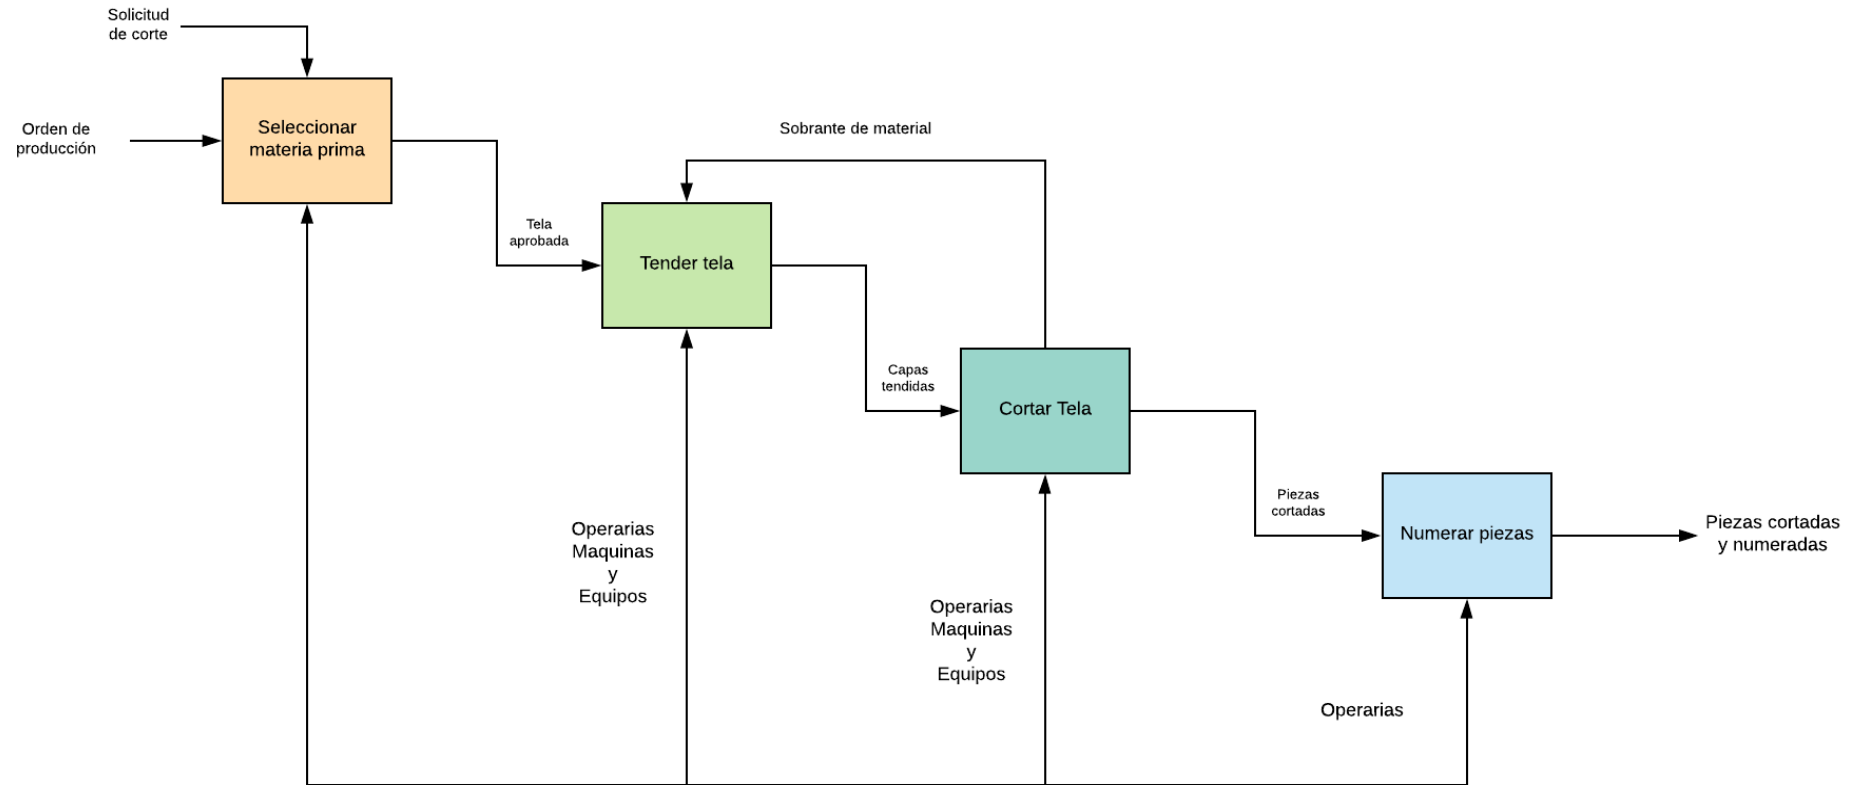 Solicitud
de corte
Orden de
producción
Seleccionar
materia prima
Sobrante de material
Tela
aprobada
Tender tela
Capas
tendidas
Cortar Tela
Piezas
cortadas
Numerar piezas
Piezas cortadas
y numeradas
Operarias
Maquinas
y
Equipos
Operarias
Maquinas
y
Equipos
Operarias